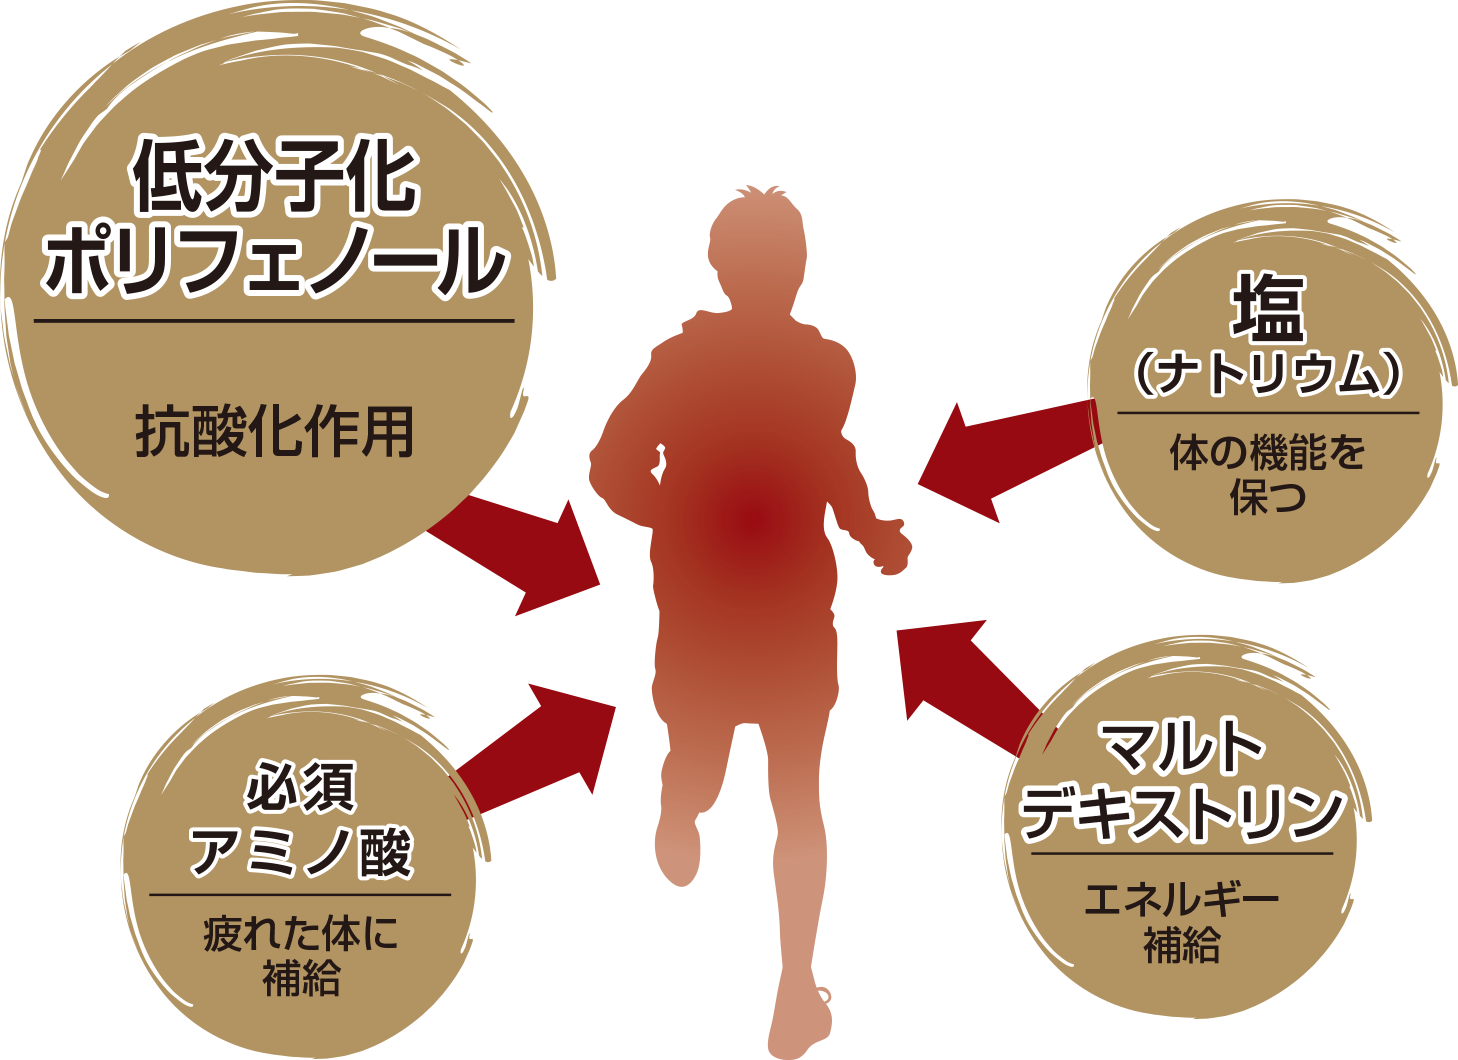 低分子化
ポリフェノール
抗酸化作用
塩
（ナトリウム）
体の機能を
保つ
必須
アミノ酸
疲れた体に
補給
マルト
デキストリン
エネルギー
補給